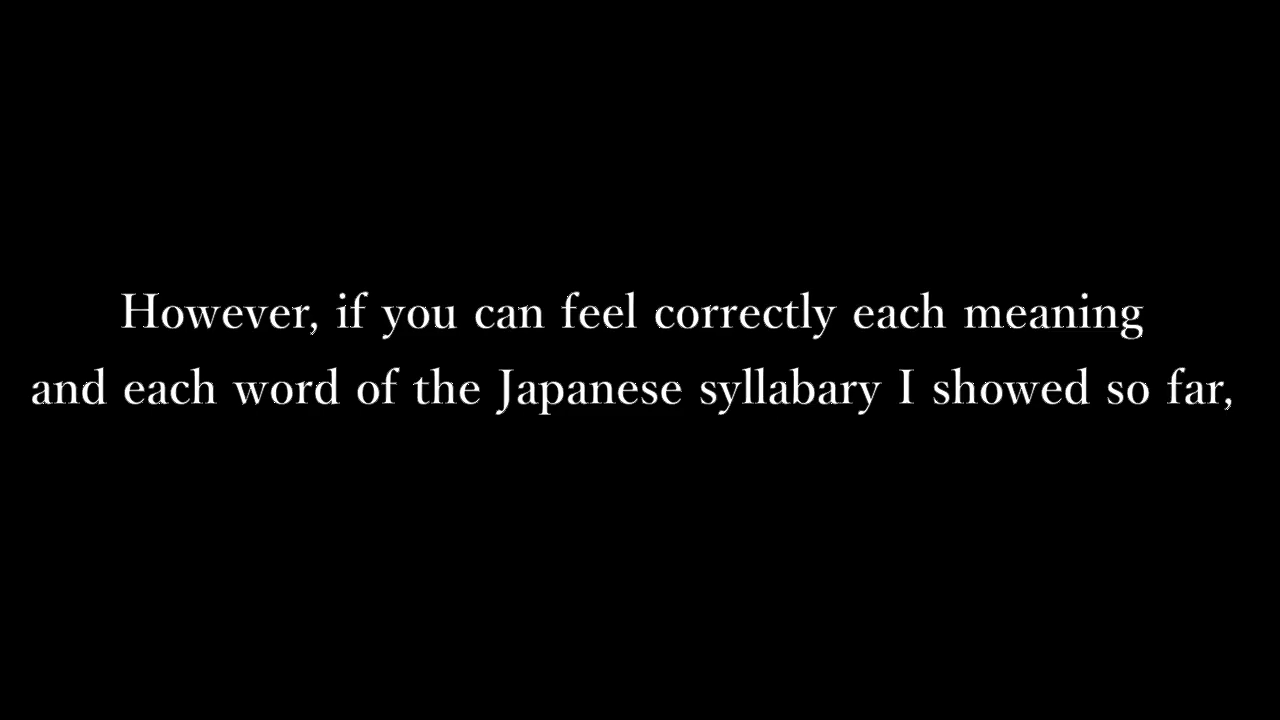 However, if you can feel correctly each meaning
and each word of the Japanese syllabary I showed so far,